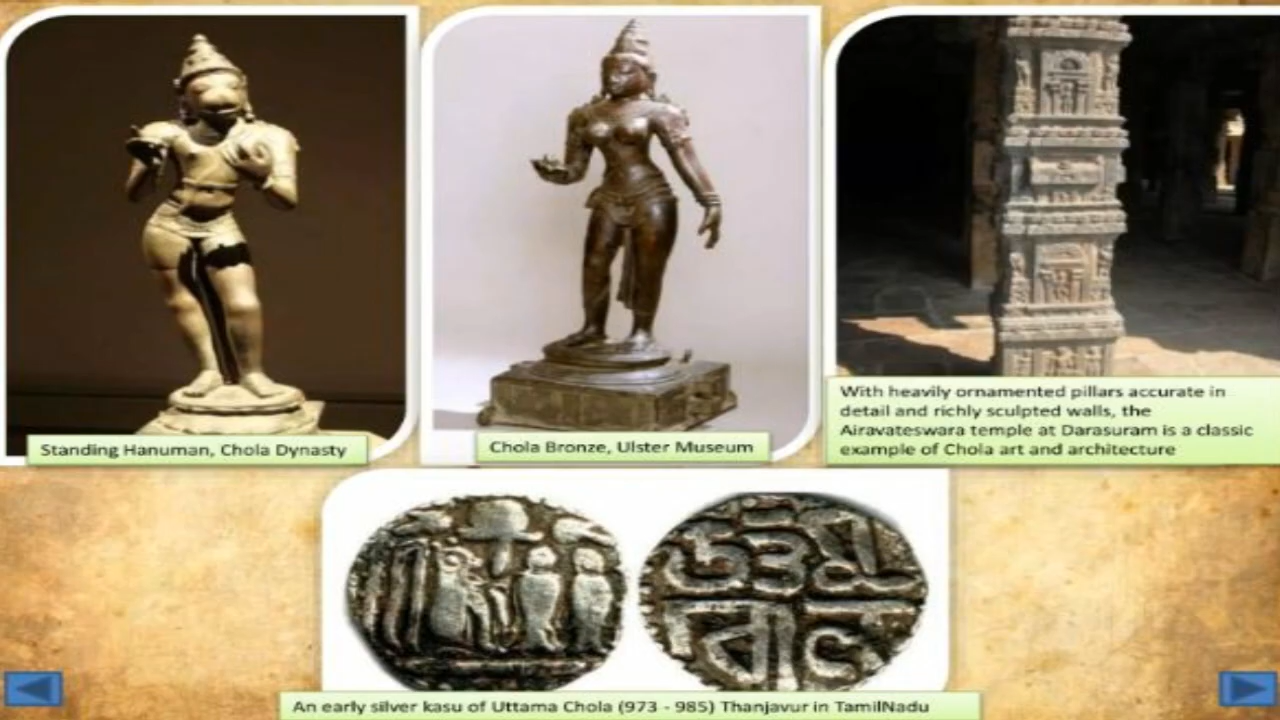 Standing Hanuman, Chola Dynasty
Chola Bronze, Ulster Museum
With heavily ornamented pillars accurate in
detail and richly sculpted walls, the
Airavateswara temple at Darasuram is a classic
example of Chola art and architecture
An early silver kasu of Uttama Chola (973 - 985) Thanjavur in TamilNadu